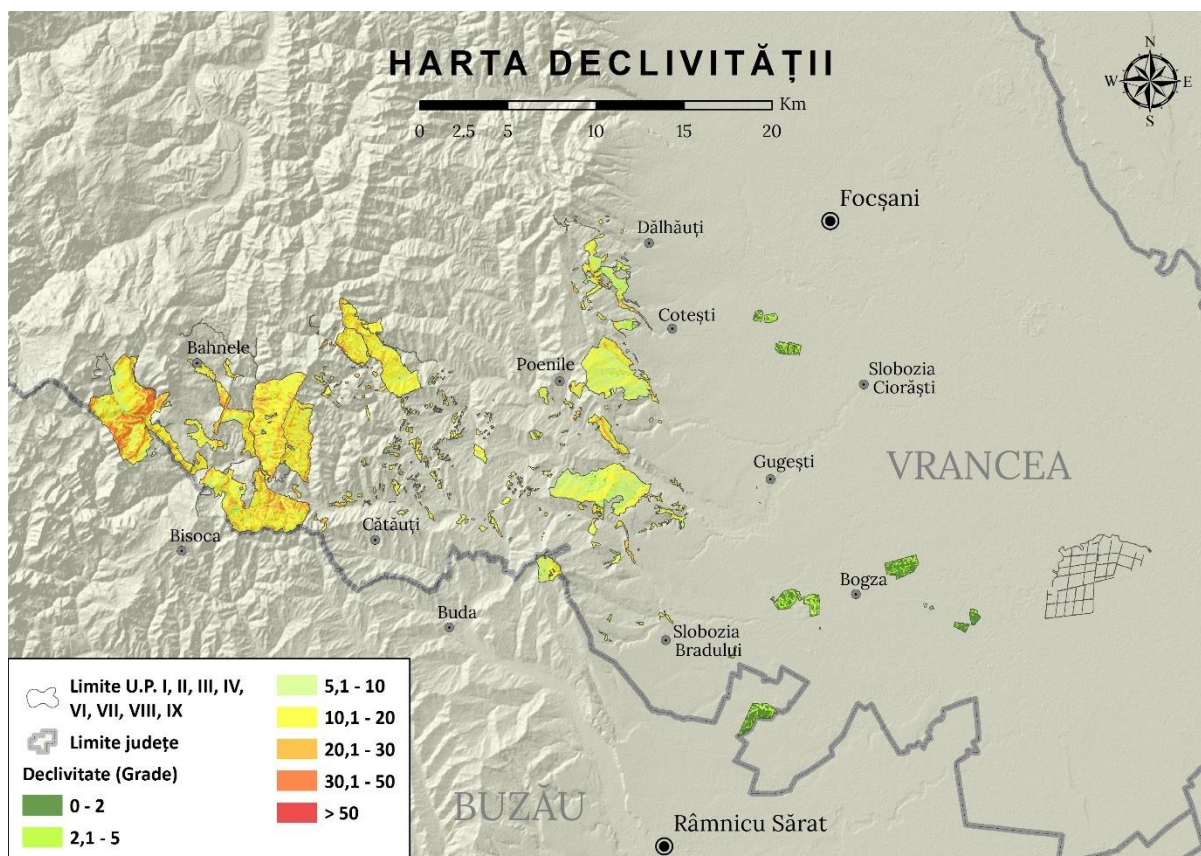 HARTA DECLIVITĂȚII
N
W E
S
Km
0 2.5 5 10 15 20
Focșani
Dălhăuți
Cotești
Bahnele
Poenile
Slobozia
Ciorăști
Gugești
VRANCEA
Cătăuți
Bisoca
Bogza
Buda
Slobozia
Bradului
BUZĂU
Râmnicu Sărat
Limite U.P. I, II, III, IV,
VI, VII, VIII, IX
Limite județe
Declivitate (Grade)
0 - 2
2,1 - 5
5,1 - 10
10,1 - 20
20,1 - 30
30,1 - 50
> 50